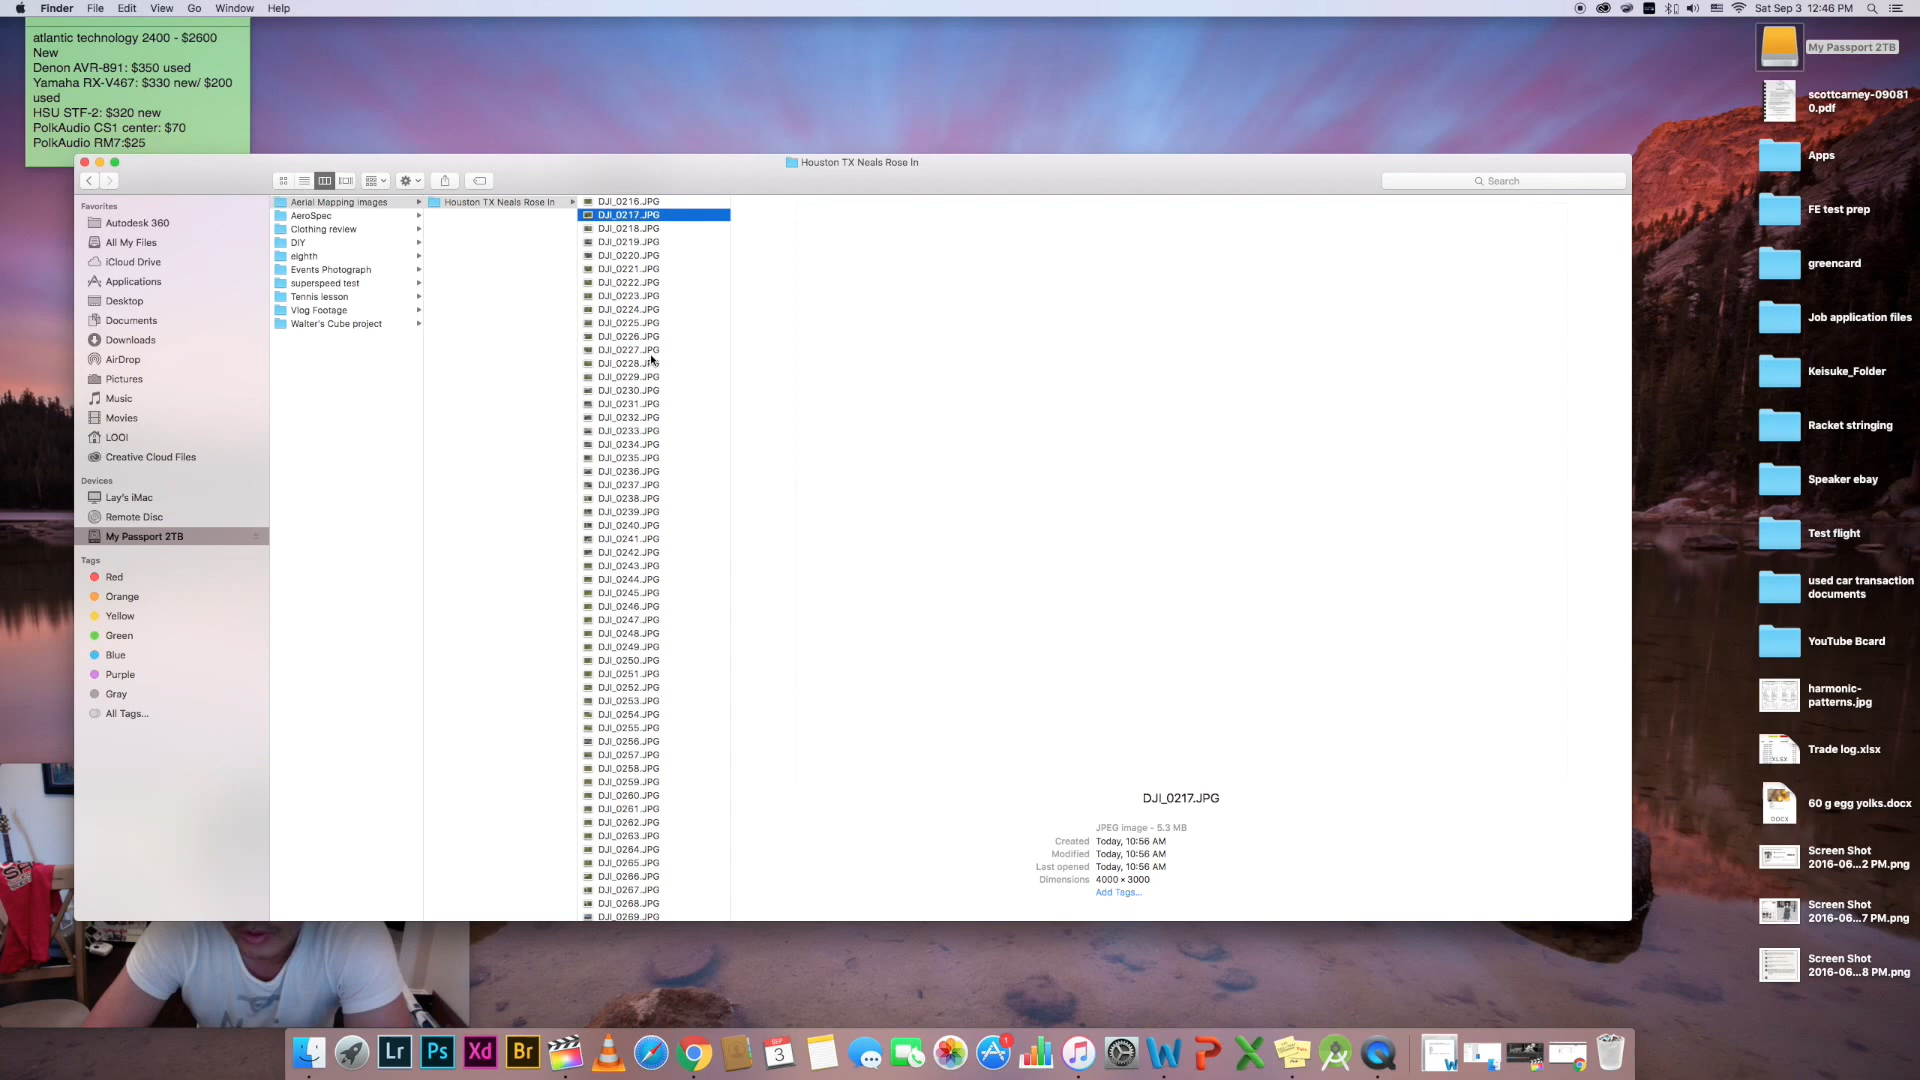 Finder File Edit View Go Window Help
Sat Sep 3 12:46 PM
atlantic technology 2400 - $2600
New
Denon AVR-891: $350 used
Yamaha RX-V467: $330 new/ $200
used
HSU STF-2: $320 new
PolkAudio CS1 center: $70
PolkAudio RM7:$25
Houston TX Neals Rose In
Search
Favorites
Autodesk 360
All My Files
iCloud Drive
Applications
Desktop
Documents
Downloads
AirDrop
Pictures
Music
Movies
LOOI
Creative Cloud Files
Devices
Lay's iMac
Remote Disc
My Passport 2TB
Tags
Red
Orange
Yellow
Green
Blue
Purple
Gray
All Tags...
Aerial Mapping images
AeroSpec
Clothing review
DIY
eighth
Events Photograph
superspeed test
Tennis lesson
Vlog Footage
Walter's Cube project
Houston TX Neals Rose In
DJI_0216.JPG
DJI_0217.JPG
DJI_0218.JPG
DJI_0219.JPG
DJI_0220.JPG
DJI_0221.JPG
DJI_0222.JPG
DJI_0223.JPG
DJI_0224.JPG
DJI_0225.JPG
DJI_0226.JPG
DJI_0227.JPG
DJI_0228.JPG
DJI_0229.JPG
DJI_0230.JPG
DJI_0231.JPG
DJI_0232.JPG
DJI_0233.JPG
DJI_0234.JPG
DJI_0235.JPG
DJI_0236.JPG
DJI_0237.JPG
DJI_0238.JPG
DJI_0239.JPG
DJI_0240.JPG
DJI_0241.JPG
DJI_0242.JPG
DJI_0243.JPG
DJI_0244.JPG
DJI_0245.JPG
DJI_0246.JPG
DJI_0247.JPG
DJI_0248.JPG
DJI_0249.JPG
DJI_0250.JPG
DJI_0251.JPG
DJI_0252.JPG
DJI_0253.JPG
DJI_0254.JPG
DJI_0255.JPG
DJI_0256.JPG
DJI_0257.JPG
DJI_0258.JPG
DJI_0259.JPG
DJI_0260.JPG
DJI_0261.JPG
DJI_0262.JPG
DJI_0263.JPG
DJI_0264.JPG
DJI_0265.JPG
DJI_0266.JPG
DJI_0267.JPG
DJI_0268.JPG
DJI_0269.JPG
DJI_0217.JPG
JPEG image - 5.3 MB
Created Today, 10:56 AM
Modified Today, 10:56 AM
Last opened Today, 10:56 AM
Dimensions 4000 × 3000
Add Tags...
My Passport 2TB
scottcarney-09081
0.pdf
Apps
FE test prep
greencard
Job application files
Keisuke_Folder
Racket stringing
Speaker ebay
Test flight
used car transaction
documents
YouTube Bcard
harmonic-
patterns.jpg
XLSX
Trade log.xlsx
DOCX
60 g egg yolks.docx
Screen Shot
2016-06...2 PM.png
Screen Shot
2016-06...7 PM.png
Screen Shot
2016-06...8 PM.png
Lr Ps Xd Br
SEP
3
1